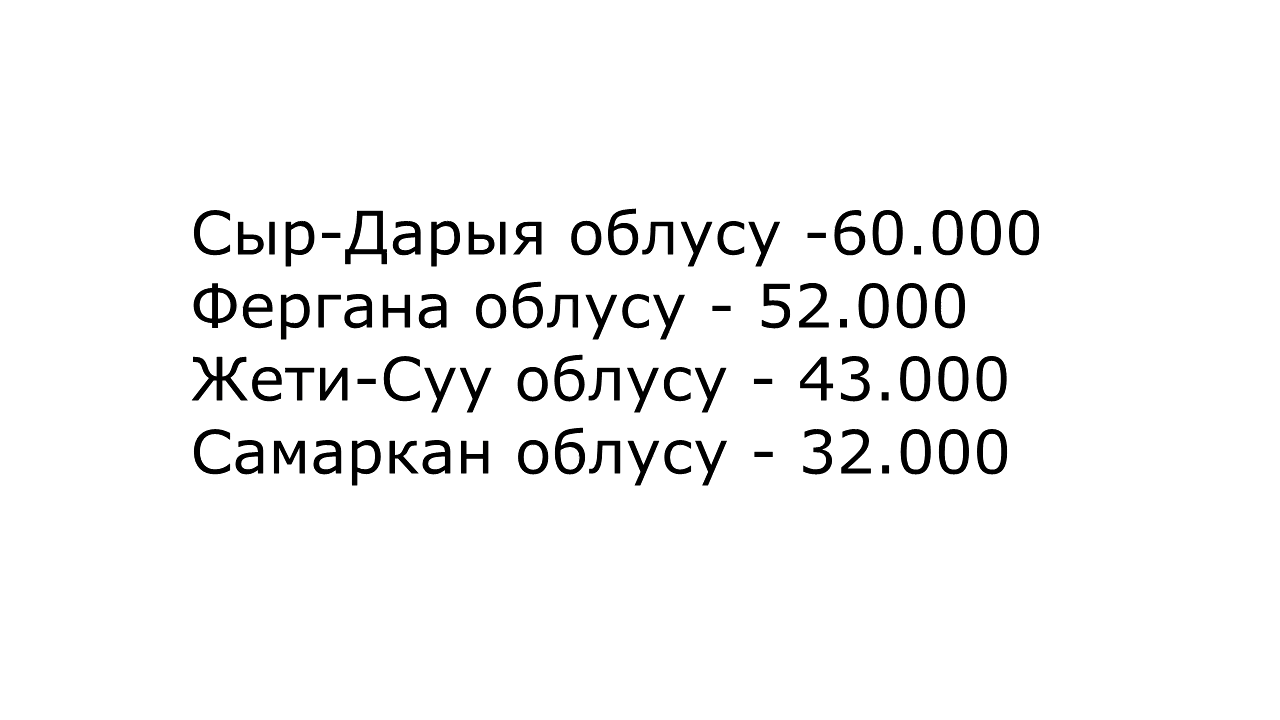 Сыр-Дарыя облусу -60.000
Фергана облусу - 52.000
Жети-Суу облусу - 43.000
Самаркан облусу - 32.000